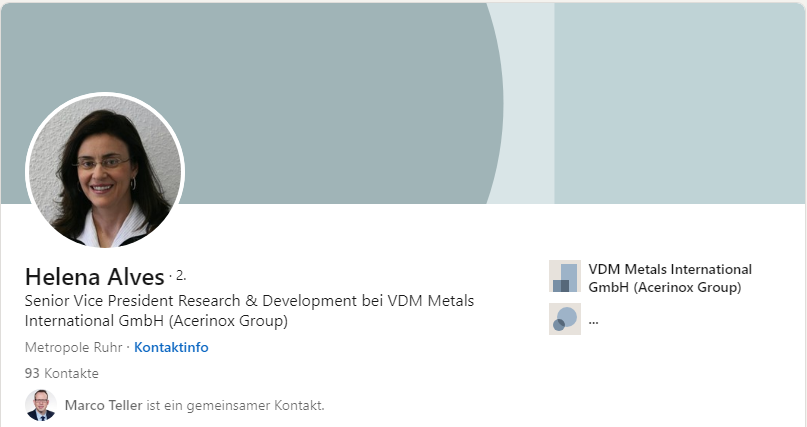 Helena Alves · 2.
Senior Vice President Research & Development bei VDM Metals
International GmbH (Acerinox Group)
Metropole Ruhr · Kontaktinfo
93 Kontakte
Marco Teller ist ein gemeinsamer Kontakt.
VDM Metals International
GmbH (Acerinox Group)
...